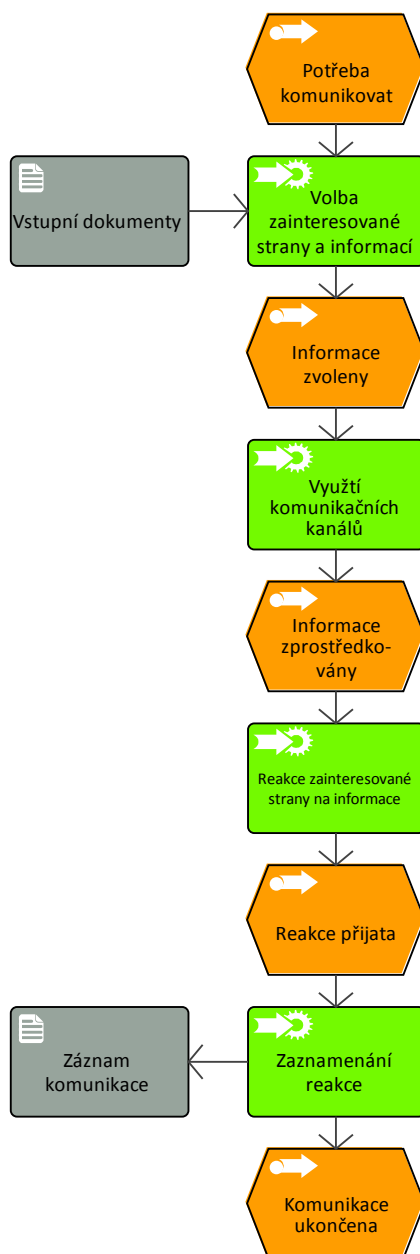 Potřeba
komunikovat
Vstupní dokumenty
Volba
zainteresované
strany a informací
Informace
zvoleny
Využtí
komunikačních
kanálů
Informace
zprostředko-
vány
Reakce zainteresované
strany na informace
Reakce přijata
Záznam
komunikace
Zaznamenání
reakce
Komunikace
ukončena